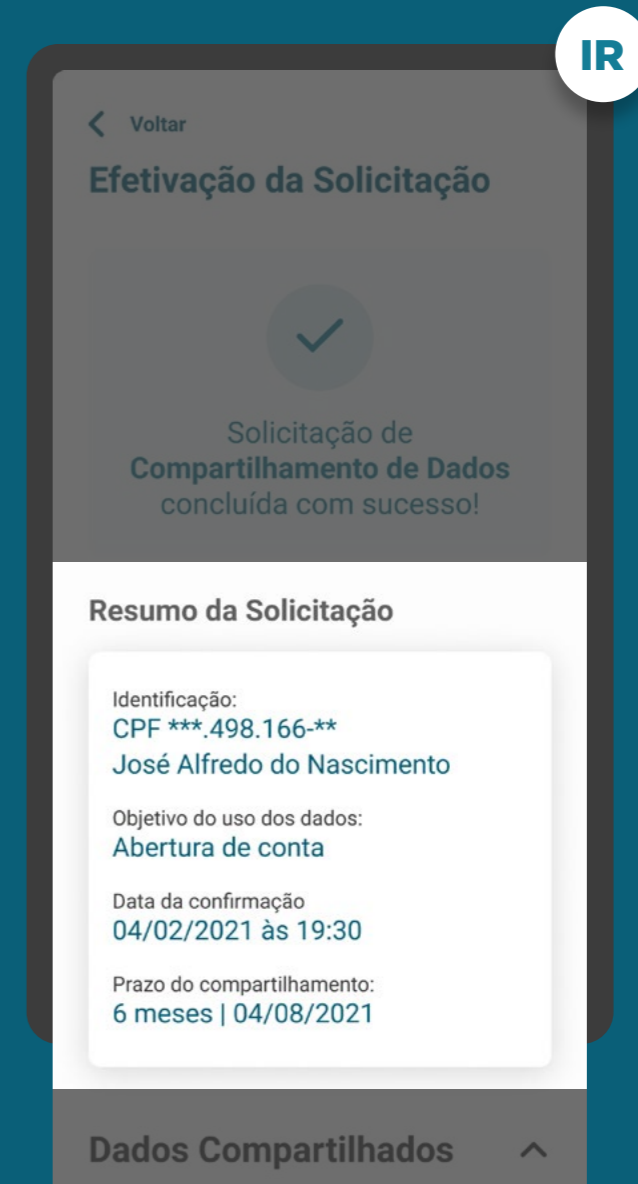 IR
Voltar
Efetivação da Solicitação
Solicitação de
Compartilhamento de Dados
concluída com sucesso!
Resumo da Solicitação
Identificação:
CPF ***.498.166-**
José Alfredo do Nascimento
Objetivo do uso dos dados:
Abertura de conta
Data da confirmação
04/02/2021 às 19:30
Prazo do compartilhamento:
6 meses | 04/08/2021
Dados Compartilhados